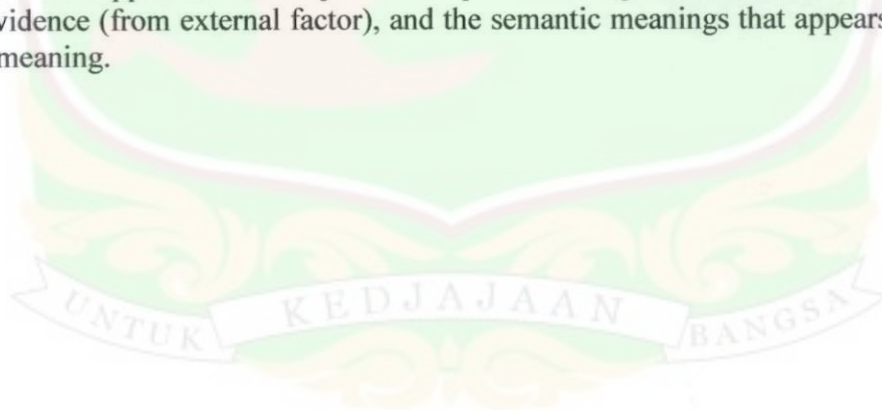 vidence (from external factor), and the semantic meanings that appears
meaning.
UNTUK KEDJAJAAN BANGSA